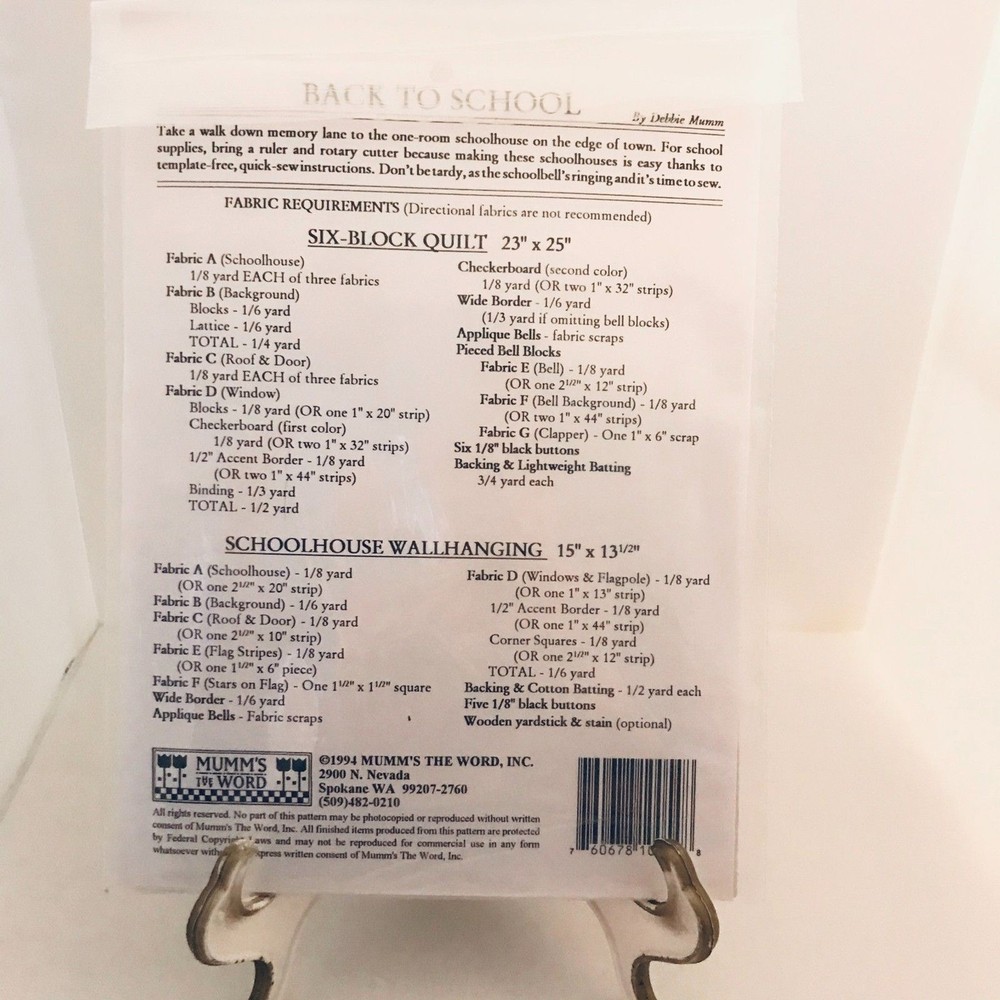 BACK TO SCHOOL
By Debbie Mumm
Take a walk down memory lane to the one-room schoolhouse on the edge of town. For school
supplies, bring a ruler and rotary cutter because making these schoolhouses is easy thanks to
template-free, quick-sew instructions. Don't be tardy, as the schoolbell's ringing and it's time to sew.
FABRIC REQUIREMENTS (Directional fabrics are not recommended)
SIX-BLOCK QUILT 23" x 25"
Fabric A (Schoolhouse)
1/8 yard EACH of three fabrics
Fabric B (Background)
Blocks - 1/6 yard
Lattice - 1/6 yard
TOTAL - 1/4 yard
Fabric C (Roof & Door)
1/8 yard EACH of three fabrics
Fabric D (Window)
Blocks - 1/8 yard (OR one 1" x 20" strip)
Checkerboard (first color)
1/8 yard (OR two 1" x 32" strips)
1/2" Accent Border - 1/8 yard
(OR two 1" x 44" strips)
Binding - 1/3 yard
TOTAL - 1/2 yard
Checkerboard (second color)
1/8 yard (OR two 1" x 32" strips)
Wide Border - 1/6 yard
(1/3 yard if omitting bell blocks)
Applique Bells - fabric scraps
Pieced Bell Blocks
Fabric E (Bell) - 1/8 yard
(OR one 2 1/2" x 12" strip)
Fabric F (Bell Background) - 1/8 yard
(OR two 1" x 44" strips)
Fabric G (Clapper) - One 1" x 6" scrap
Six 1/8" black buttons
Backing & Lightweight Batting
3/4 yard each
SCHOOLHOUSE WALLHANGING 15" x 13 1/2"
Fabric A (Schoolhouse) - 1/8 yard
(OR one 2 1/2" x 20" strip)
Fabric B (Background) - 1/6 yard
Fabric C (Roof & Door) - 1/8 yard
(OR one 2 1/2" x 10" strip)
Fabric E (Flag Stripes) - 1/8 yard
(OR one 1 1/2" x 6" piece)
Fabric F (Stars on Flag) - One 1 1/2" x 1 1/2" square
Wide Border - 1/6 yard
Applique Bells - Fabric scraps
Fabric D (Windows & Flagpole) - 1/8 yard
(OR one 1" x 13" strip)
1/2" Accent Border - 1/8 yard
(OR one 1" x 44" strip)
Corner Squares - 1/8 yard
(OR one 2 1/2" x 12" strip)
TOTAL - 1/6 yard
Backing & Cotton Batting - 1/2 yard each
Five 1/8" black buttons
Wooden yardstick & stain (optional)
MUMM'S
THE WORD
©1994 MUMM'S THE WORD, INC.
2900 N. Nevada
Spokane WA 99207-2760
(509)482-0210
All rights reserved. No part of this pattern may be photocopied or reproduced without written
consent of Mumm's The Word, Inc. All finished items produced from this pattern are protected
by Federal Copyright Laws and may not be reproduced for commercial use in any form
whatsoever express written consent of Mumm's The Word, Inc.
7 60678 10 8